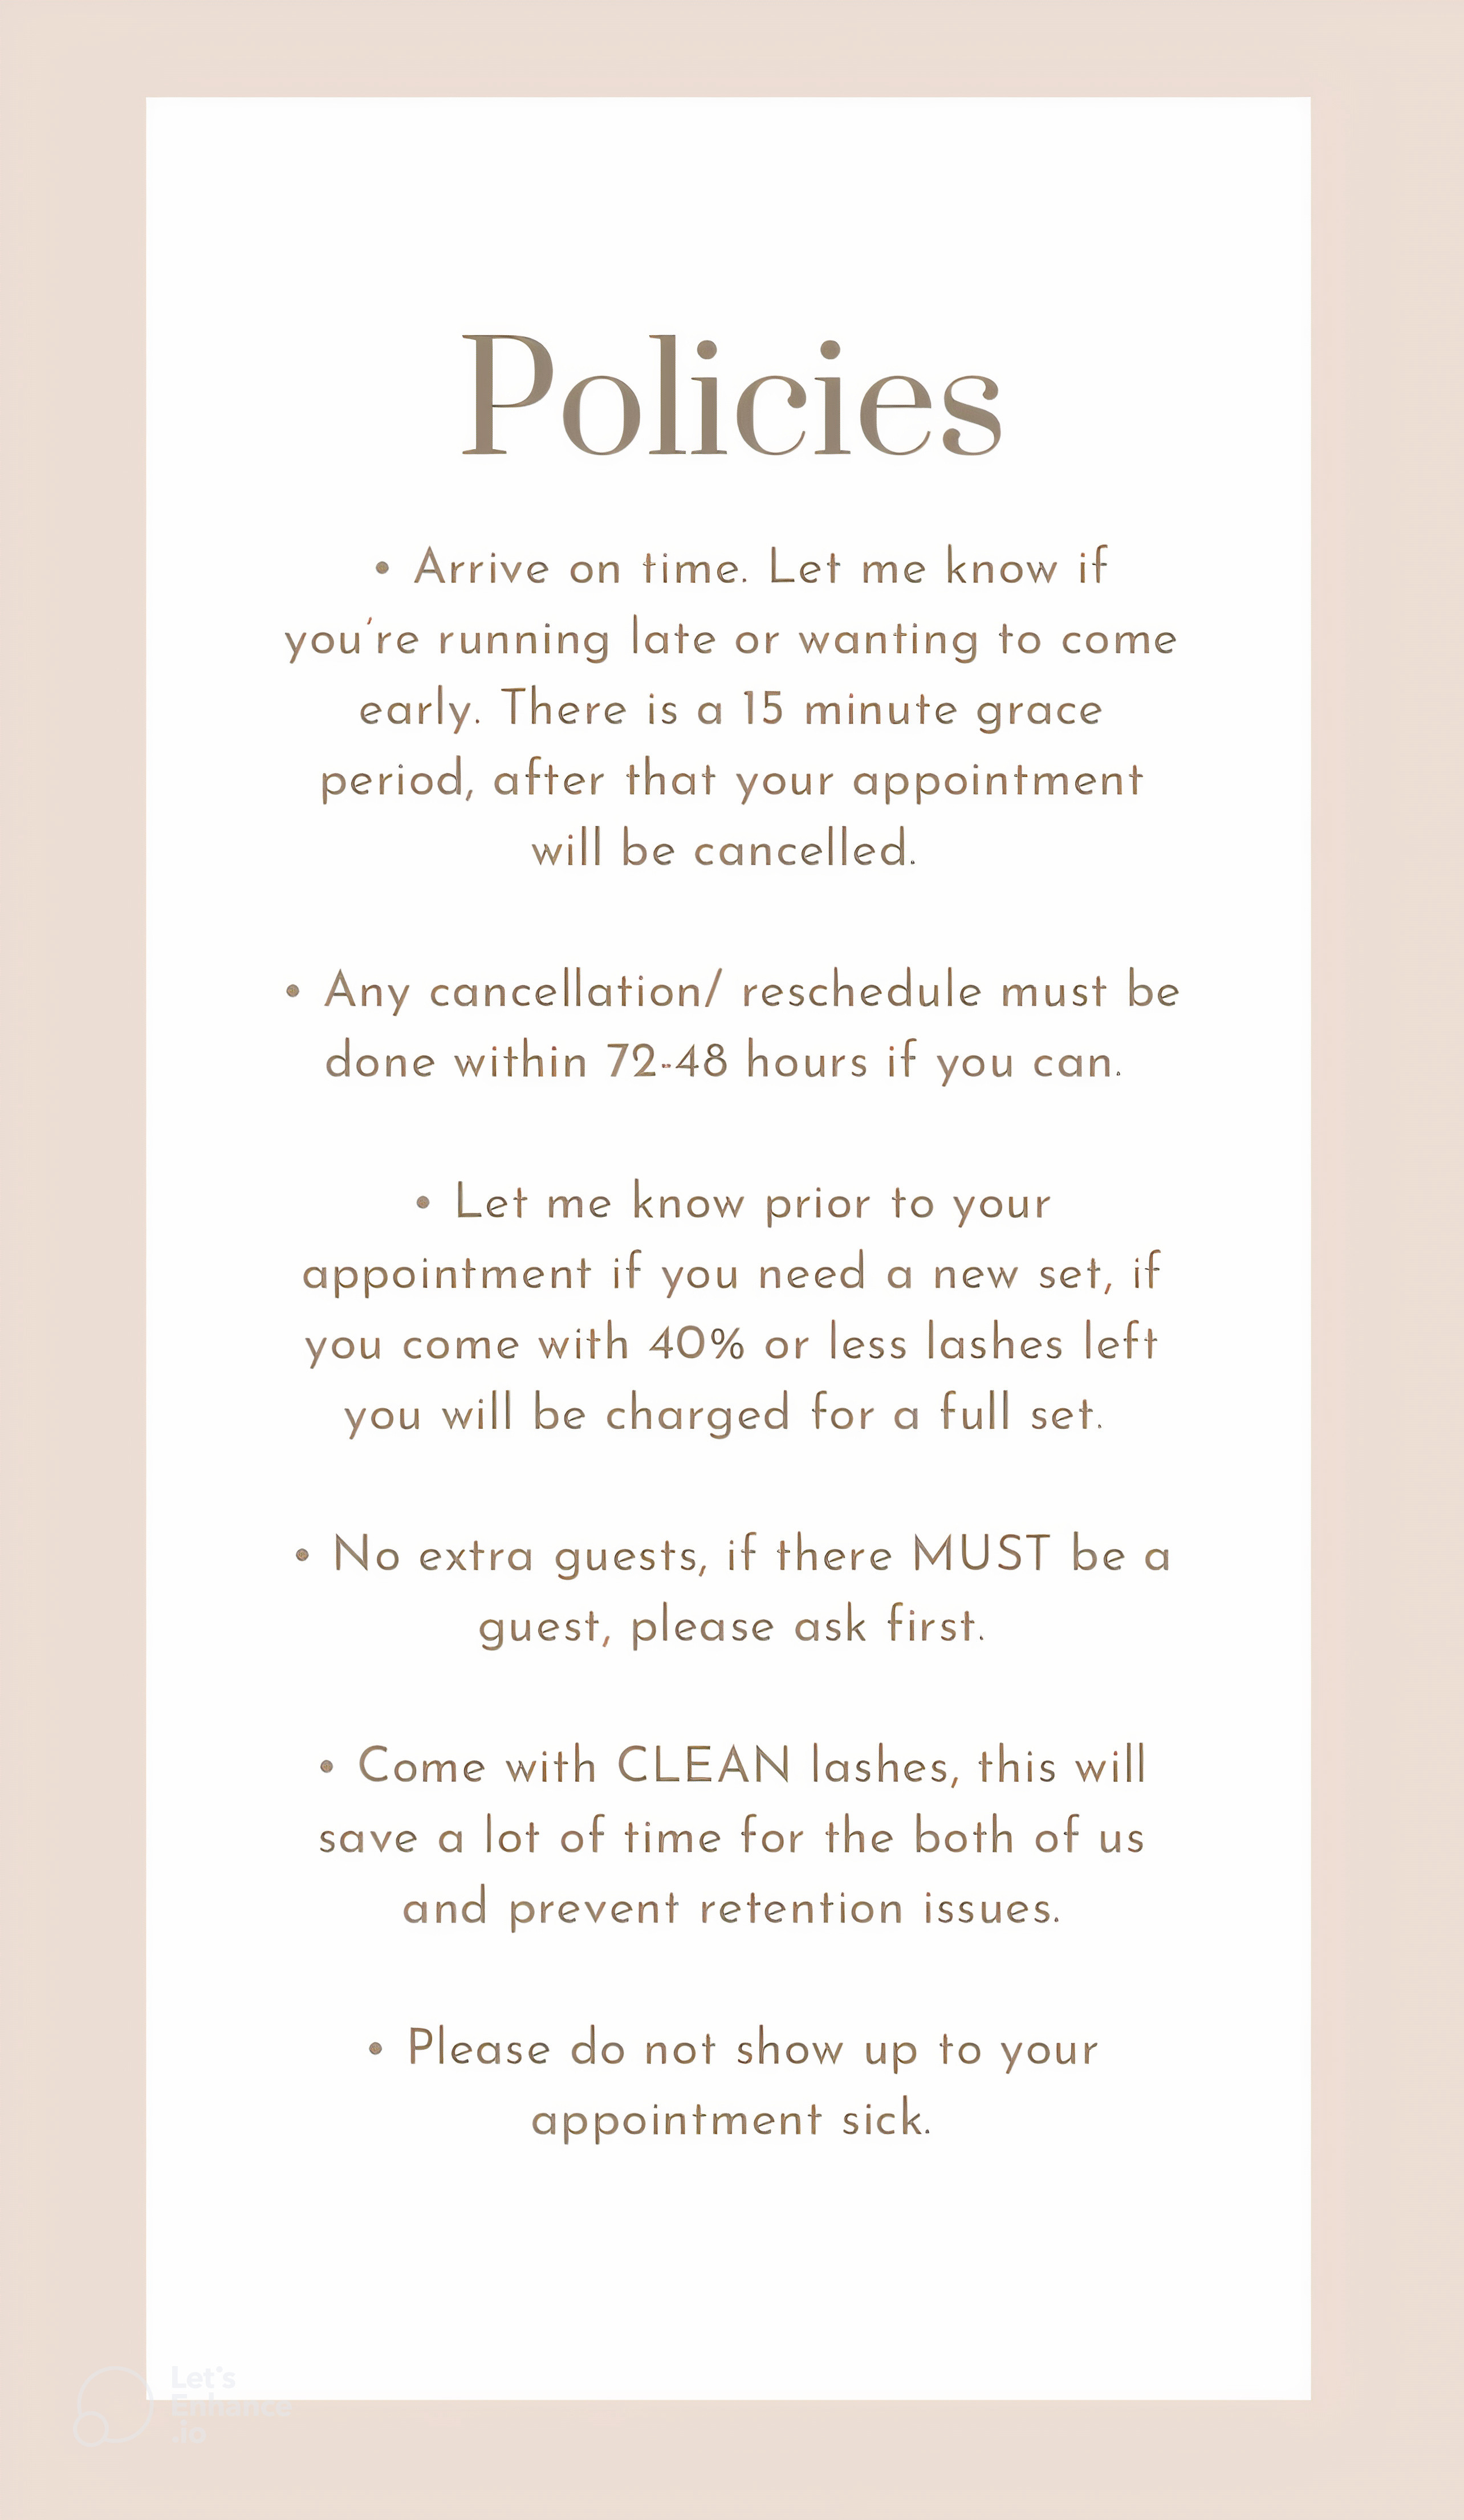 Policies
• Arrive on time. Let me know if
you're running late or wanting to come
early. There is a 15 minute grace
period, after that your appointment
will be cancelled.
• Any cancellation/ reschedule must be
done within 72-48 hours if you can.
• Let me know prior to your
appointment if you need a new set, if
you come with 40% or less lashes left
you will be charged for a full set.
• No extra guests, if there MUST be a
guest, please ask first.
• Come with CLEAN lashes, this will
save a lot of time for the both of us
and prevent retention issues.
• Please do not show up to your
appointment sick.
Let's
Enhance
.io